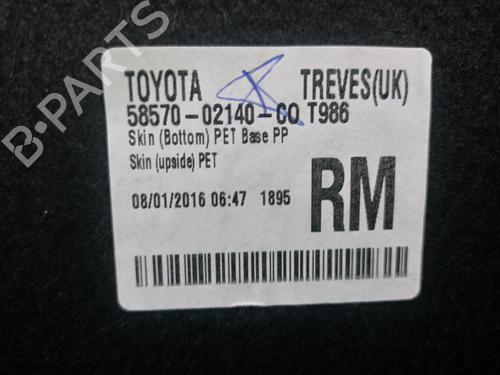 B-PARTS
TOYOTA TREVES(UK)
58570-02140-C0 T986
Skin (Bottom) PET Base PP
Skin (upside) PET
08/01/2016 06:47 1895
RM